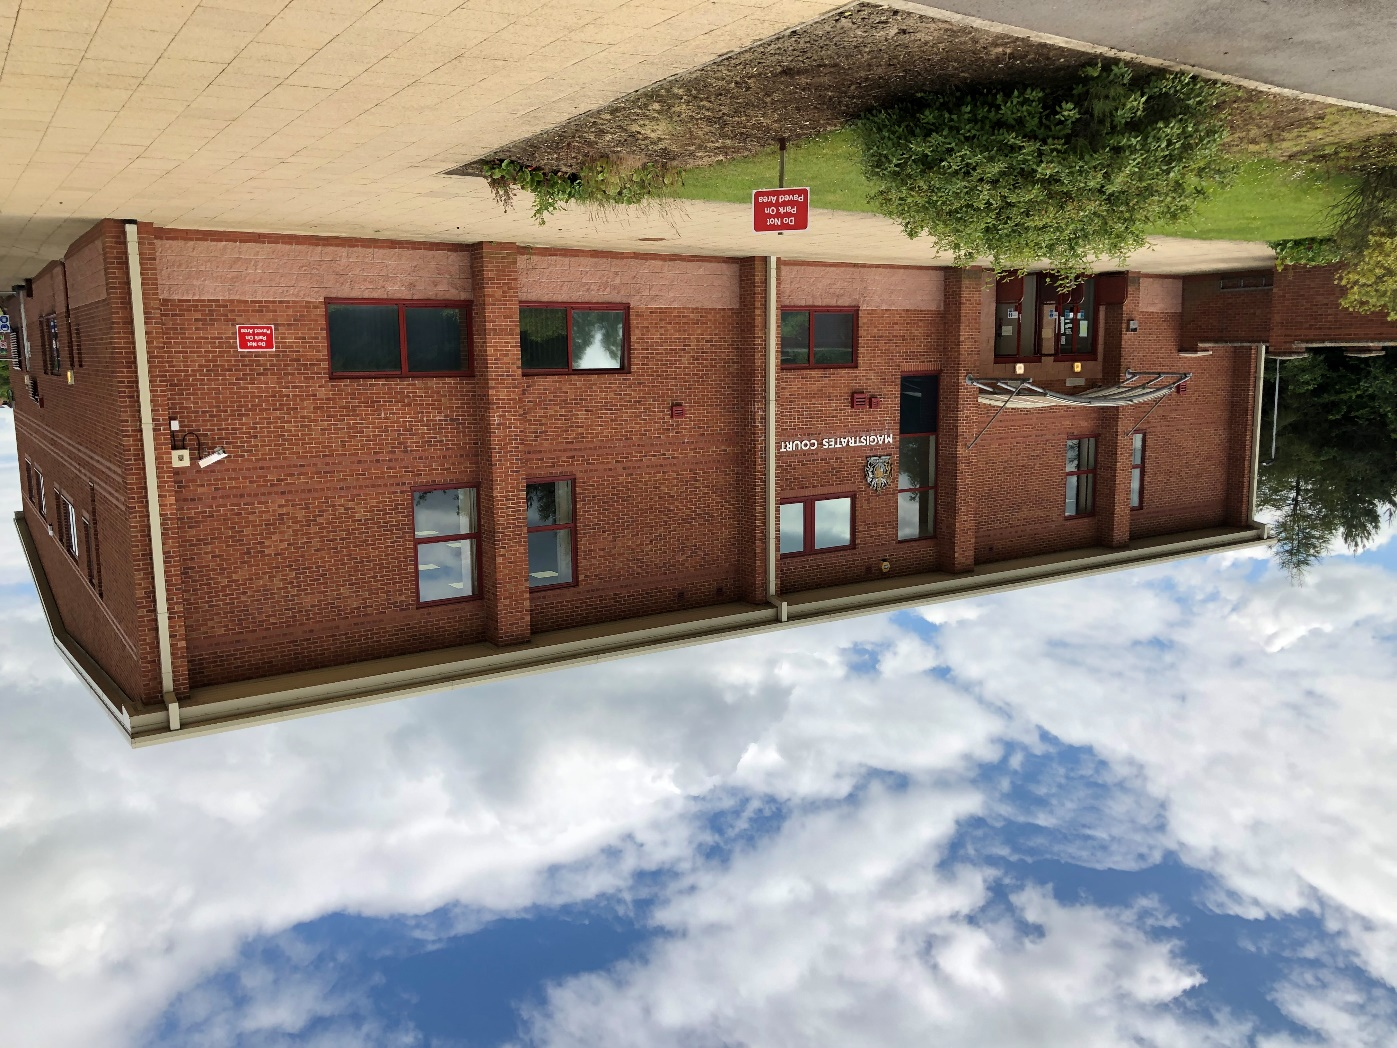 MAGISTRATES COURT
Do Not
Park On
Paved Area
Do Not
Park On
Paved Area